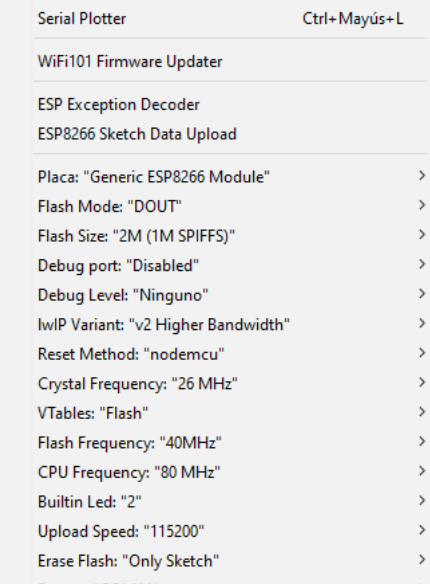 Serial Plotter Ctrl+Mayús+L
WiFi101 Firmware Updater
ESP Exception Decoder
ESP8266 Sketch Data Upload
Placa: "Generic ESP8266 Module"
Flash Mode: "DOUT"
Flash Size: "2M (1M SPIFFS)"
Debug port: "Disabled"
Debug Level: "Ninguno"
lwIP Variant: "v2 Higher Bandwidth"
Reset Method: "nodemcu"
Crystal Frequency: "26 MHz"
VTables: "Flash"
Flash Frequency: "40MHz"
CPU Frequency: "80 MHz"
Builtin Led: "2"
Upload Speed: "115200"
Erase Flash: "Only Sketch"